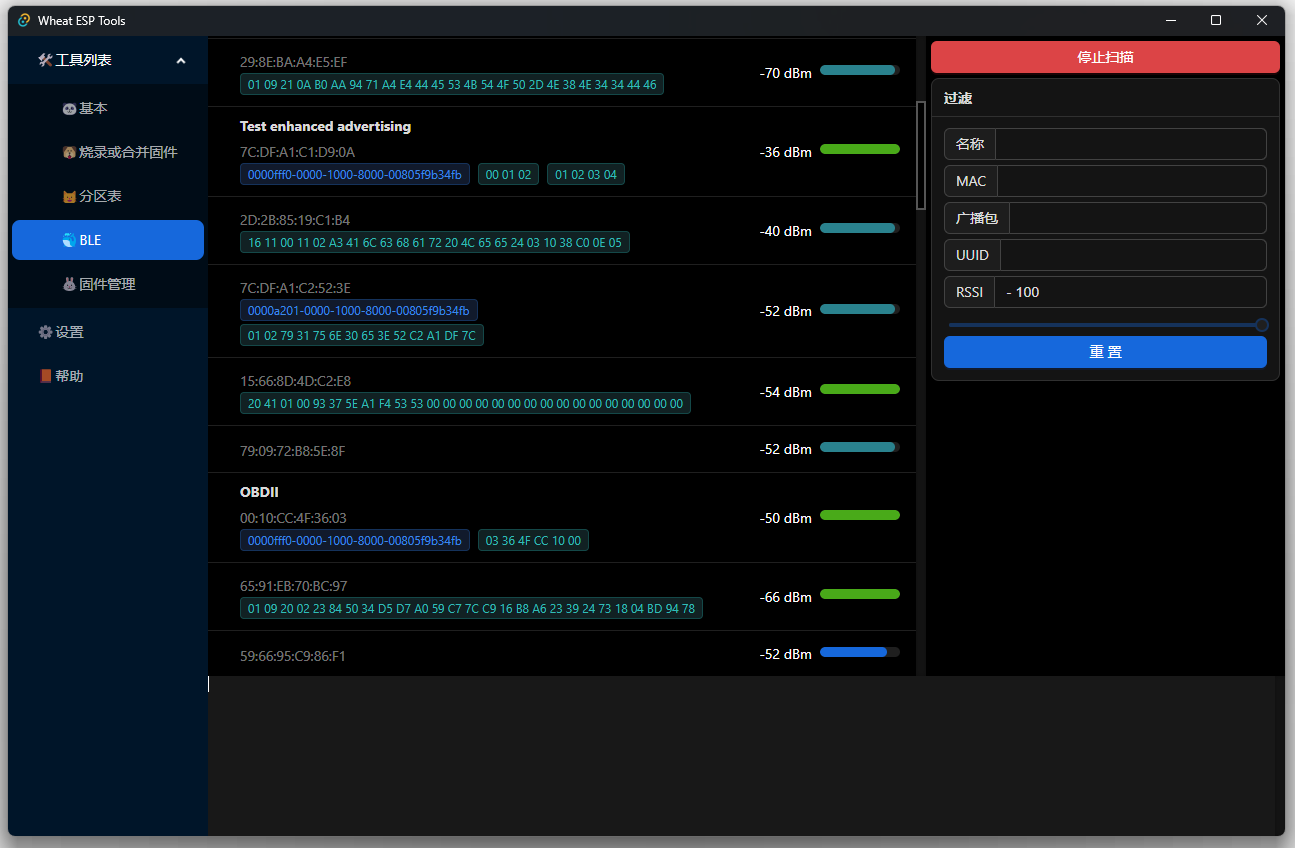 Wheat ESP Tools
工具列表
基本
烧录或合并固件
分区表
BLE
固件管理
设置
帮助
29:8E:BA:A4:E5:EF
01 09 21 0A B0 AA 94 71 A4 E4 44 45 53 4B 54 4F 50 2D 4E 38 4E 34 34 44 46
-70 dBm
Test enhanced advertising
7C:DF:A1:C1:D9:0A
0000fff0-0000-1000-8000-00805f9b34fb 00 01 02 01 02 03 04
-36 dBm
2D:2B:85:19:C1:B4
16 11 00 11 02 A3 41 6C 63 68 61 72 20 4C 65 65 24 03 10 38 C0 0E 05
-40 dBm
7C:DF:A1:C2:52:3E
0000a201-0000-1000-8000-00805f9b34fb
01 02 79 31 75 6E 30 65 3E 52 C2 A1 DF 7C
-52 dBm
15:66:8D:4D:C2:E8
20 41 01 00 93 37 5E A1 F4 53 53 00 00 00 00 00 00 00 00 00 00 00 00 00 00 00 00
-54 dBm
79:09:72:B8:5E:8F
-52 dBm
OBDII
00:10:CC:4F:36:03
0000fff0-0000-1000-8000-00805f9b34fb 03 36 4F CC 10 00
-50 dBm
65:91:EB:70:BC:97
01 09 20 02 23 84 50 34 D5 D7 A0 59 C7 7C C9 16 B8 A6 23 39 24 73 18 04 BD 94 78
-66 dBm
59:66:95:C9:86:F1
-52 dBm
停止扫描
过滤
名称
MAC
广播包
UUID
RSSI - 100
重 置